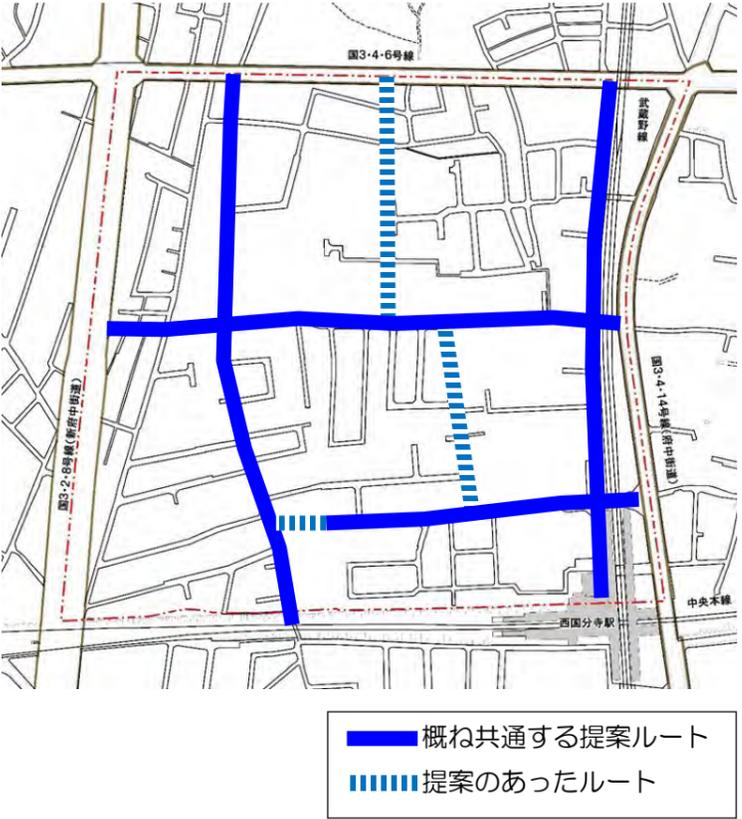 国3・4・6号線
武蔵野線
国3・4・14号線(府中街道)
国3・2・8号線(新府中街道)
中央本線
西国分寺駅
概ね共通する提案ルート
提案のあったルート